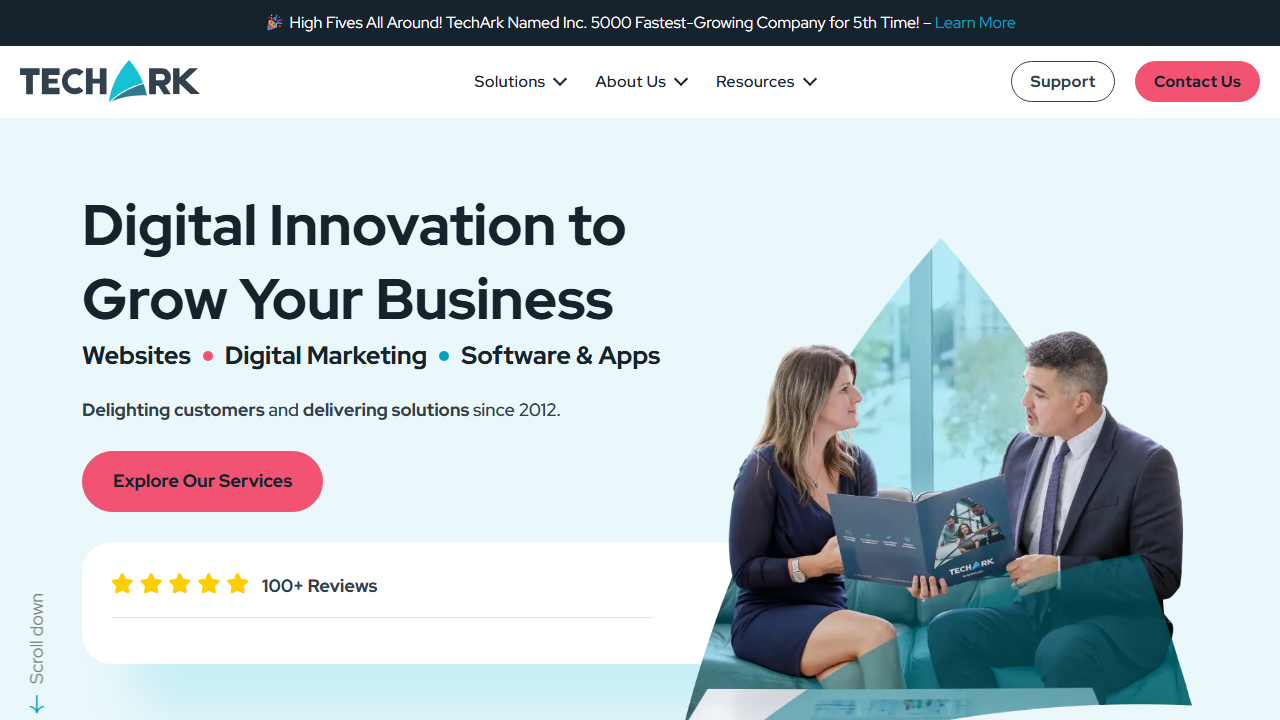 🎉 High Fives All Around! TechArk Named Inc. 5000 Fastest-Growing Company for 5th Time! – Learn More
TECHARK
Solutions
About Us
Resources
Support
Contact Us
Digital Innovation to
Grow Your Business
Websites • Digital Marketing • Software & Apps
Delighting customers and delivering solutions since 2012.
Explore Our Services
100+ Reviews
Scroll down
TECHARK